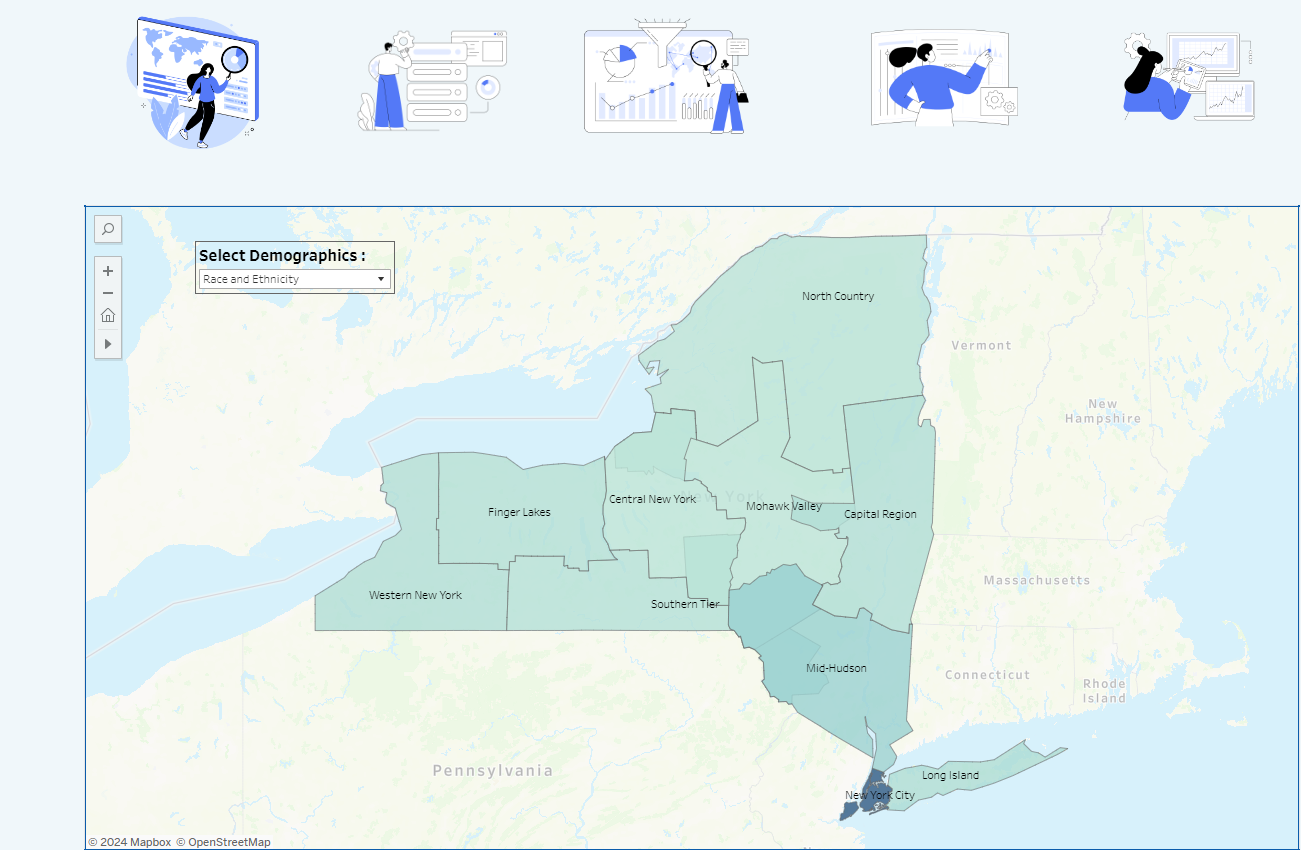 Select Demographics :
Race and Ethnicity
North Country
Vermont
New
Hampshire
Central New York
New York
Mohawk Valley
Finger Lakes
Capital Region
Massachusetts
Western New York
Southern Tier
Mid-Hudson
Connecticut
Rhode
Island
Pennsylvania
Long Island
New York City
© 2024 Mapbox © OpenStreetMap